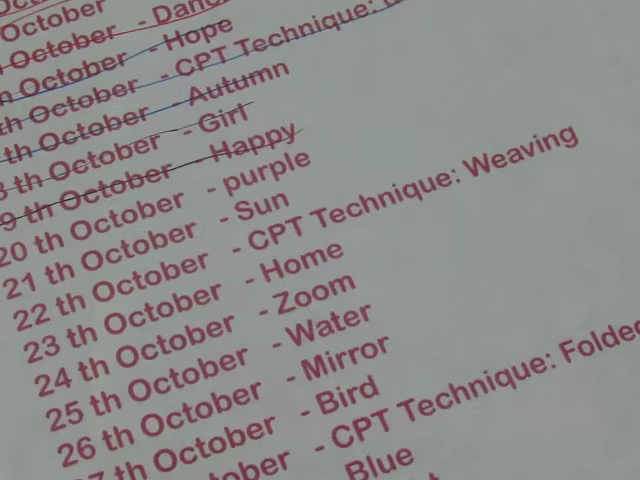 October
October - Danc
October - Hope
th October - CPT Technique:
th October - Autumn
th October - Girl
9 th October - Happy
20 th October - purple
21 th October - Sun
22 th October - CPT Technique: Weaving
23 th October - Home
24 th October - Zoom
25 th October - Water
26 th October - Mirror
27 th October - Bird
tober - CPT Technique: Folded
Blue